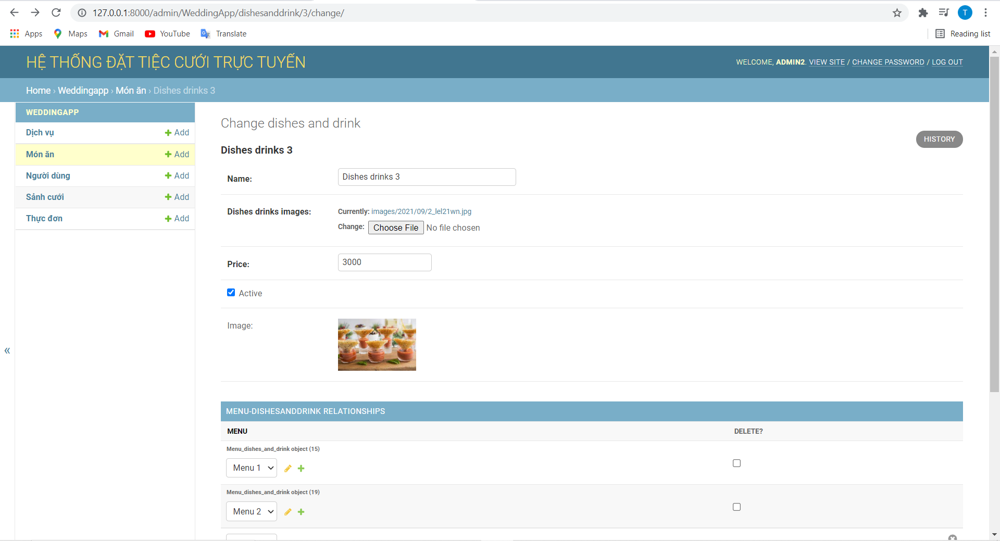 127.0.0.1:8000/admin/WeddingApp/dishesanddrink/3/change/
T
Apps Maps Gmail YouTube Translate Reading list
HỆ THỐNG ĐẶT TIỆC CƯỚI TRỰC TUYẾN
WELCOME, ADMIN2. VIEW SITE / CHANGE PASSWORD / LOG OUT
Home › Weddingapp › Món ăn › Dishes drinks 3
WEDDINGAPP
Dịch vụ Add
Món ăn Add
Người dùng Add
Sảnh cưới Add
Thực đơn Add
«
Change dishes and drink
HISTORY
Dishes drinks 3
Name: Dishes drinks 3
Dishes drinks images: Currently: images/2021/09/2_lel21wn.jpg
Change: Choose File No file chosen
Price: 3000
Active
Image:
MENU-DISHESANDDRINK RELATIONSHIPS
MENU DELETE?
Menu_dishes_and_drink object (15)
Menu 1
Menu_dishes_and_drink object (19)
Menu 2